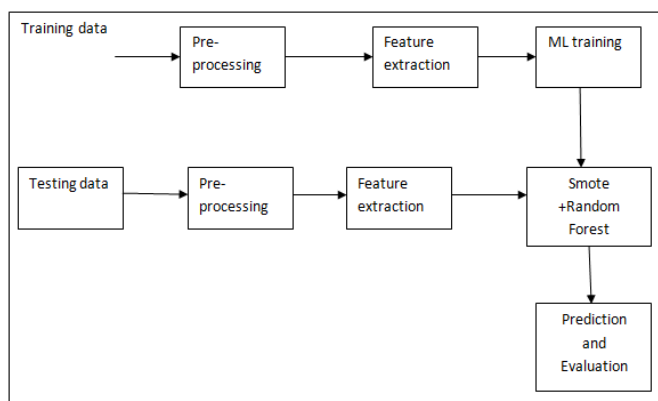 Training data
Pre-
processing
Feature
extraction
ML training
Testing data
Pre-
processing
Feature
extraction
Smote
+Random
Forest
Prediction
and
Evaluation